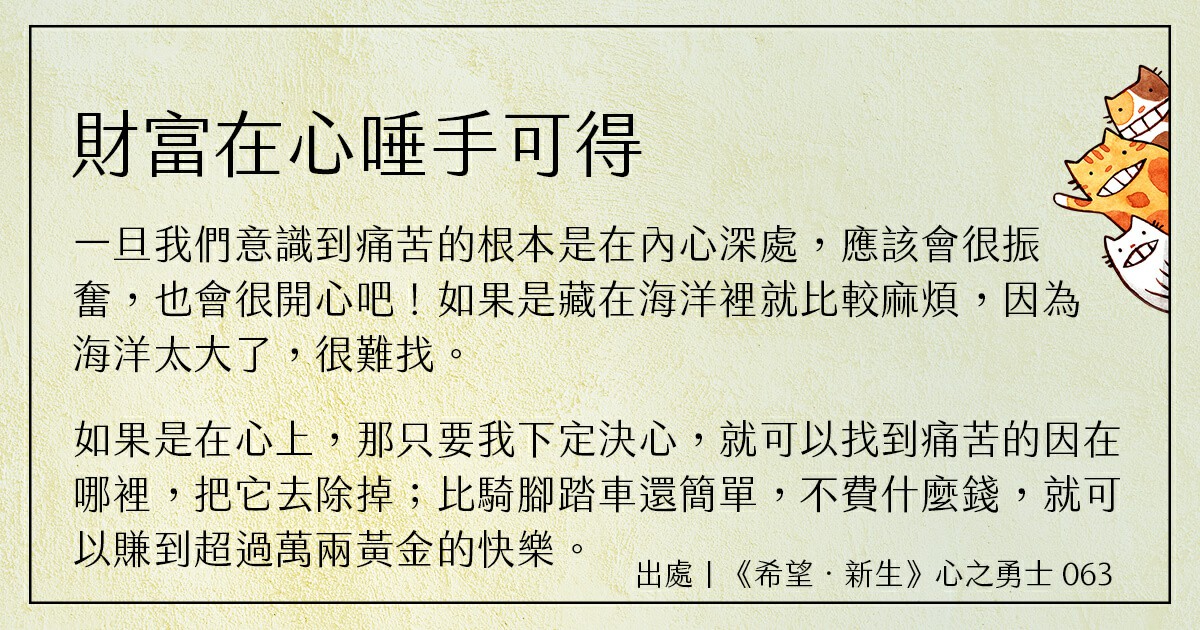 財富在心唾手可得
一旦我們意識到痛苦的根本是在內心深處，應該會很振
奮，也會很開心吧！如果是藏在海洋裡就比較麻煩，因為
海洋太大了，很難找。
如果是在心上，那只要我下定決心，就可以找到痛苦的因在
哪裡，把它去除掉；比騎腳踏車還簡單，不費什麼錢，就可
以賺到超過萬兩黃金的快樂。
出處｜《希望‧新生》心之勇士 063